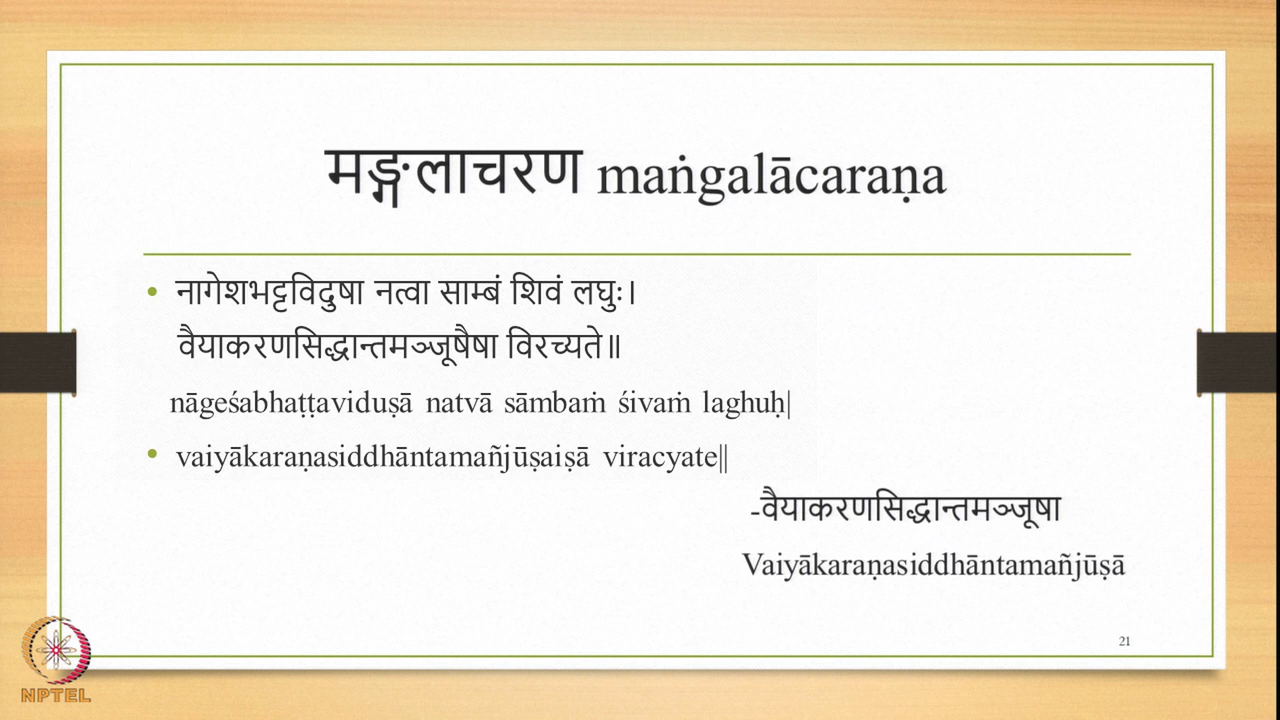 मङ्गलाचरण maṅgalācaraṇa
• नागेशभट्टविदुषा नत्वा साम्बं शिवं लघुः।
वैयाकरणसिद्धान्तमञ्जूषैषा विरच्यते॥
nāgeśabhaṭṭaviduṣā natvā sāmbaṁ śivaṁ laghuḥ|
• vaiyākaraṇasiddhāntamañjūṣaiṣā viracyate||
-वैयाकरणसिद्धान्तमञ्जूषा
Vaiyākaraṇasiddhāntamañjūṣā
21
NPTEL